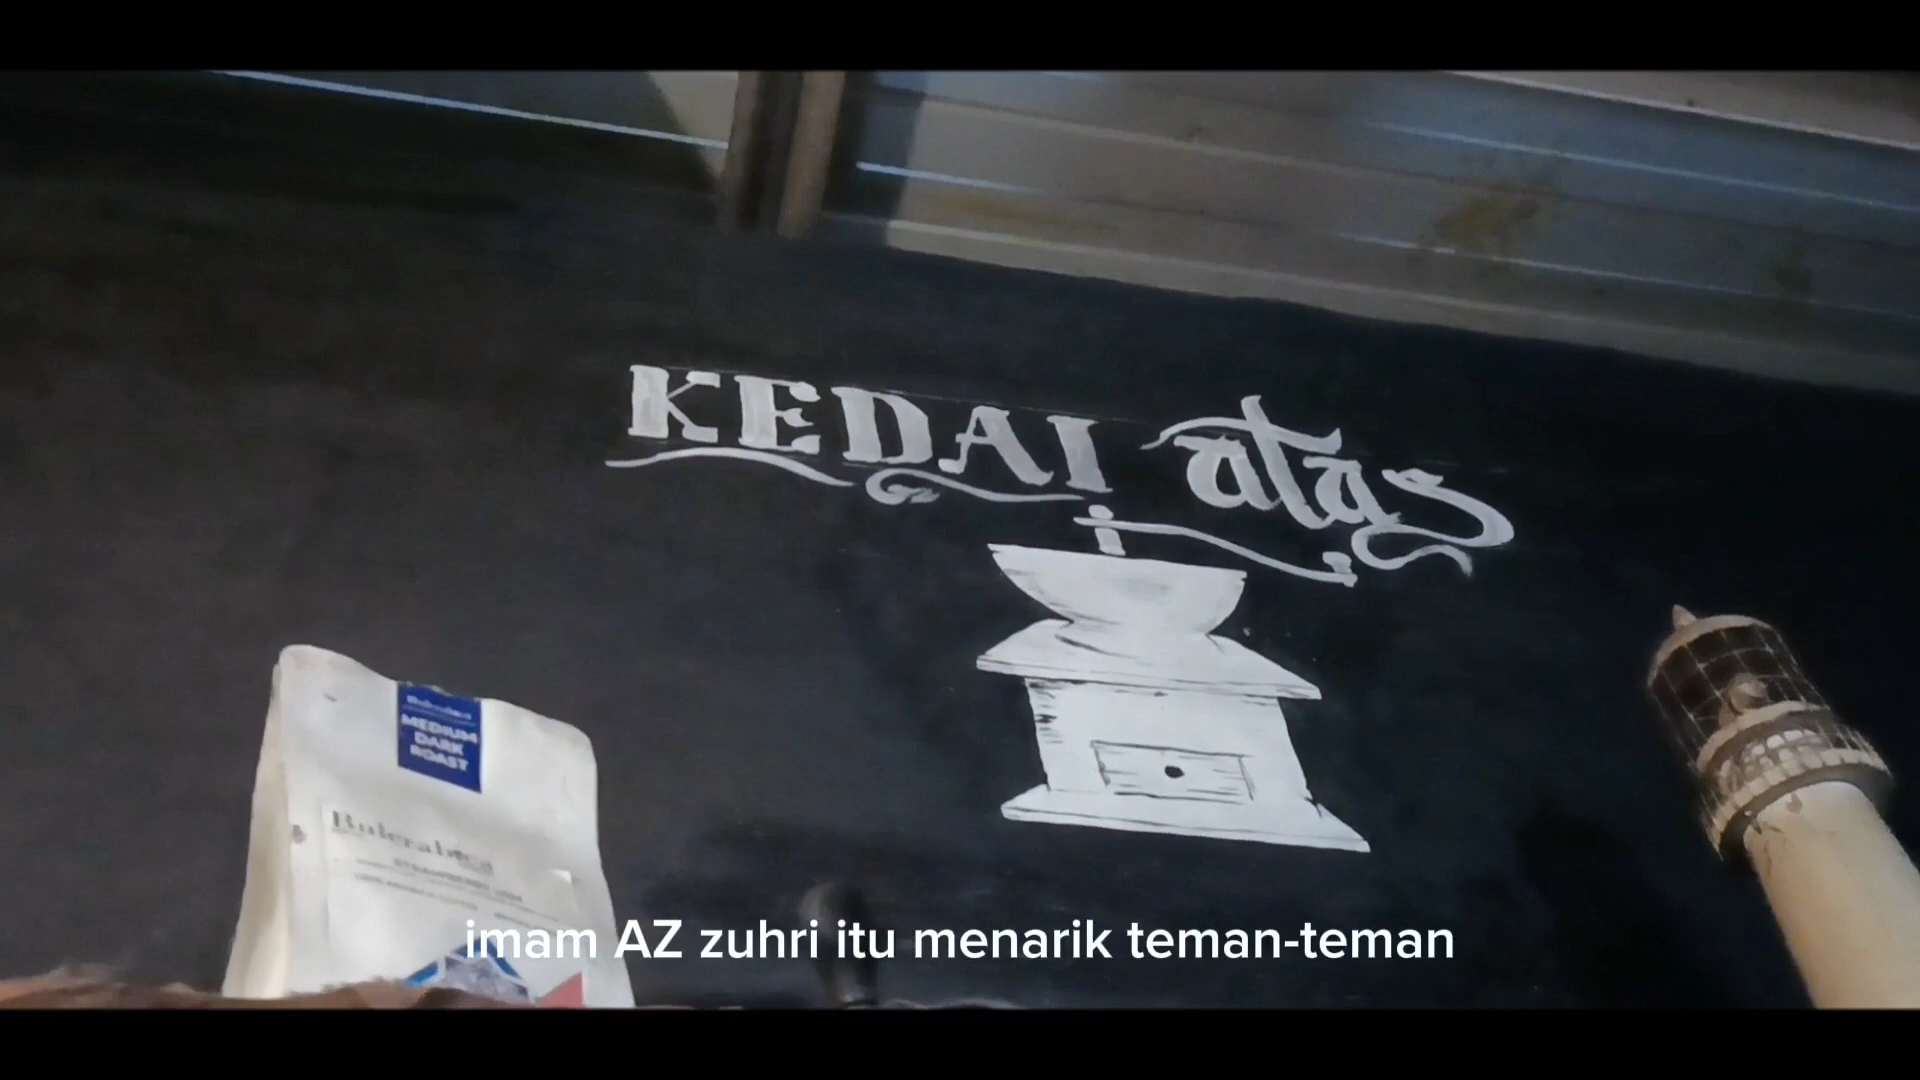 KEDAI atas
MEDIUM
DARK
ROAST
imam AZ zuhri itu menarik teman-teman